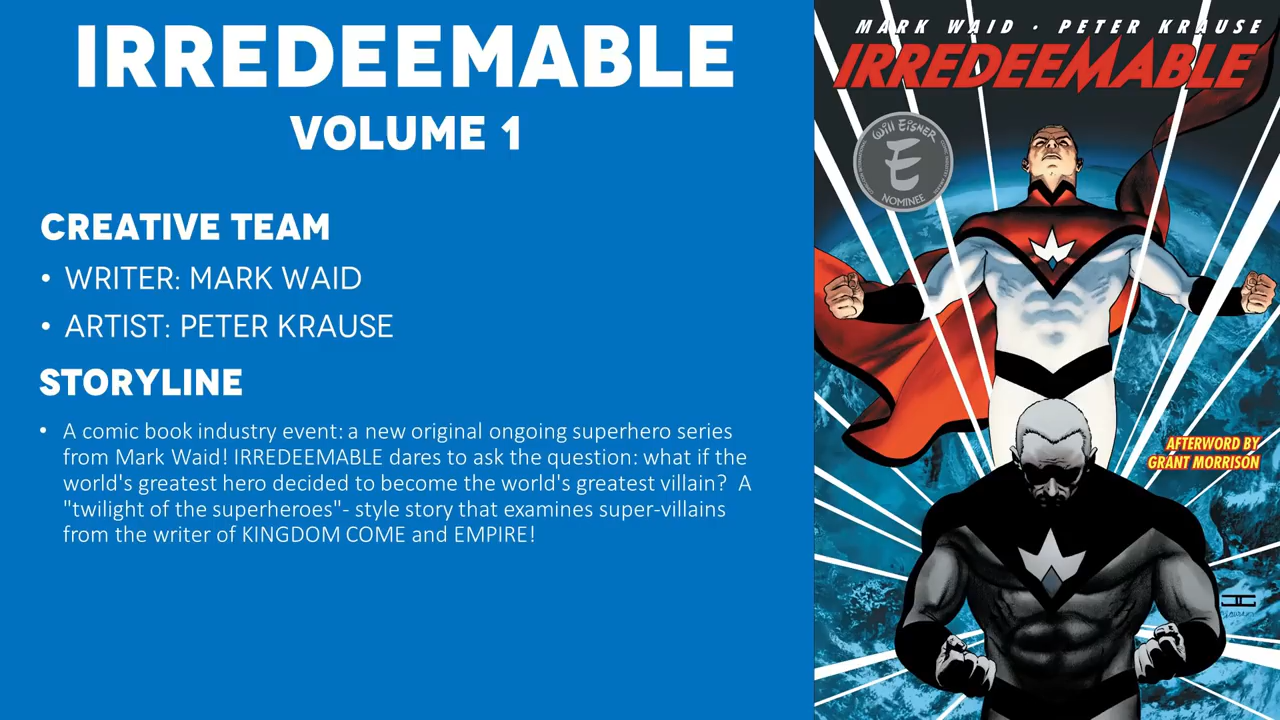 IRREDEEMABLE
VOLUME 1
CREATIVE TEAM
• WRITER: MARK WAID
• ARTIST: PETER KRAUSE
STORYLINE
• A comic book industry event: a new original ongoing superhero series
from Mark Waid! IRREDEEMABLE dares to ask the question: what if the
world's greatest hero decided to become the world's greatest villain?  A
"twilight of the superheroes"- style story that examines super-villains
from the writer of KINGDOM COME and EMPIRE!
MARK WAID · PETER KRAUSE
IRREDEEMABLE
Will EisNER
E
NOMINEE
AFTERWORD BY
GRANT MORRISON
JG